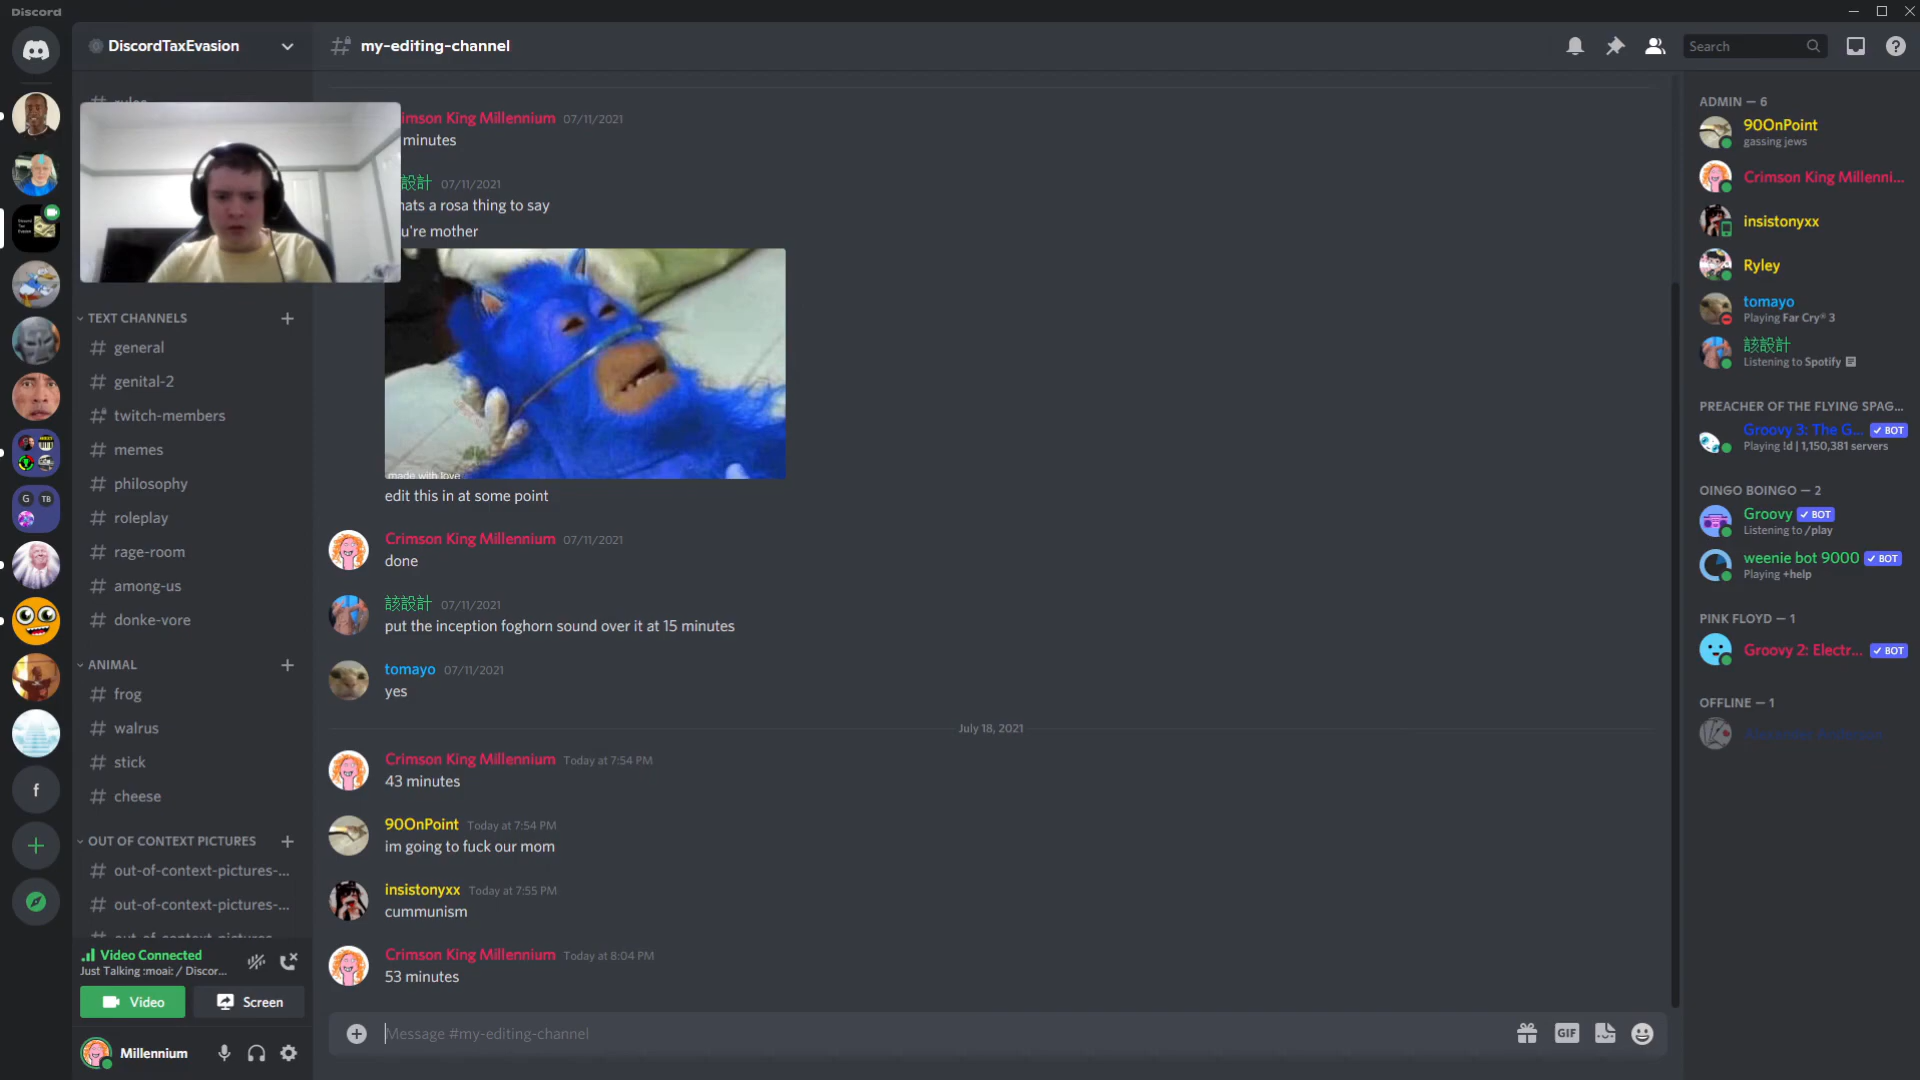 Discord
DiscordTaxEvasion
my-editing-channel
Search
TEXT CHANNELS
general
genital-2
twitch-members
memes
philosophy
roleplay
rage-room
among-us
donke-vore
ANIMAL
frog
walrus
stick
cheese
OUT OF CONTEXT PICTURES
out-of-context-pictures-...
out-of-context-pictures-...
Video Connected
Just Talking :moai: / Discor...
Video
Screen
Millennium
imson King Millennium 07/11/2021
minutes
設計 07/11/2021
hats a rosa thing to say
u're mother
made with love
edit this in at some point
Crimson King Millennium 07/11/2021
done
該設計 07/11/2021
put the inception foghorn sound over it at 15 minutes
tomayo 07/11/2021
yes
July 18, 2021
Crimson King Millennium Today at 7:54 PM
43 minutes
90OnPoint Today at 7:54 PM
im going to fuck our mom
insistonyxx Today at 7:55 PM
cummunism
Crimson King Millennium Today at 8:04 PM
53 minutes
Message #my-editing-channel
GIF
ADMIN — 6
90OnPoint
gassing jews
Crimson King Millenni...
insistonyxx
Ryley
tomayo
Playing Far Cry® 3
該設計
Listening to Spotify
PREACHER OF THE FLYING SPAG...
Groovy 3: The G... BOT
Playing !d | 1,150,381 servers
OINGO BOINGO — 2
Groovy BOT
Listening to /play
weenie bot 9000 BOT
Playing +help
PINK FLOYD — 1
Groovy 2: Electr... BOT
OFFLINE — 1